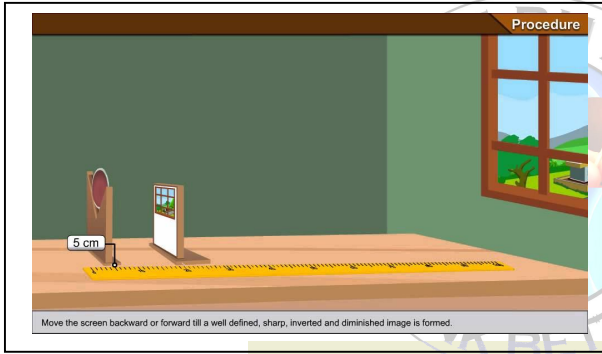 Procedure
5 cm
Move the screen backward or forward till a well defined, sharp, inverted and diminished image is formed.